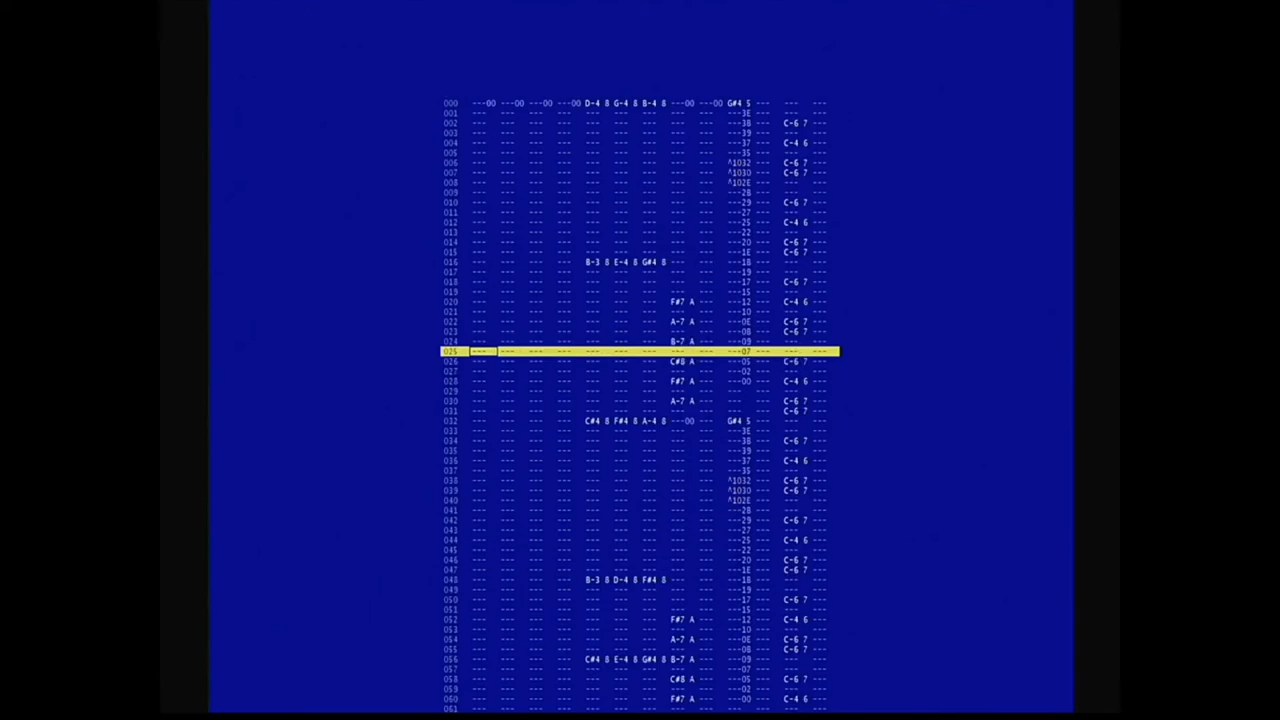 000 ---00 ---00 ---00 ---00 D-4 8 G-4 8 B-4 8 ---00 ---00 G#4 5 --- --- ---
001 --- --- --- --- --- --- --- --- --- ---3E --- --- ---
002 --- --- --- --- --- --- --- --- --- ---3B --- C-6 7 ---
003 --- --- --- --- --- --- --- --- --- ---39 --- --- ---
004 --- --- --- --- --- --- --- --- --- ---37 --- C-4 6 ---
005 --- --- --- --- --- --- --- --- --- ---35 --- --- ---
006 --- --- --- --- --- --- --- --- --- ^1032 --- C-6 7 ---
007 --- --- --- --- --- --- --- --- --- ^1030 --- C-6 7 ---
008 --- --- --- --- --- --- --- --- --- ^102E --- --- ---
009 --- --- --- --- --- --- --- --- --- ---2B --- --- ---
010 --- --- --- --- --- --- --- --- --- ---29 --- C-6 7 ---
011 --- --- --- --- --- --- --- --- --- ---27 --- --- ---
012 --- --- --- --- --- --- --- --- --- ---25 --- C-4 6 ---
013 --- --- --- --- --- --- --- --- --- ---22 --- --- ---
014 --- --- --- --- --- --- --- --- --- ---20 --- C-6 7 ---
015 --- --- --- --- --- --- --- --- --- ---1E --- C-6 7 ---
016 --- --- --- --- B-3 8 E-4 8 G#4 8 --- --- ---1B --- --- ---
017 --- --- --- --- --- --- --- --- --- ---19 --- --- ---
018 --- --- --- --- --- --- --- --- --- ---17 --- C-6 7 ---
019 --- --- --- --- --- --- --- --- --- ---15 --- --- ---
020 --- --- --- --- --- --- --- F#7 A --- ---12 --- C-4 6 ---
021 --- --- --- --- --- --- --- --- --- ---10 --- --- ---
022 --- --- --- --- --- --- --- A-7 A --- ---0E --- C-6 7 ---
023 --- --- --- --- --- --- --- --- --- ---0B --- C-6 7 ---
024 --- --- --- --- --- --- --- B-7 A --- ---09 --- --- ---
025 --- --- --- --- --- --- --- --- --- ---07 --- --- ---
026 --- --- --- --- --- --- --- C#8 A --- ---05 --- C-6 7 ---
027 --- --- --- --- --- --- --- --- --- ---02 --- --- ---
028 --- --- --- --- --- --- --- F#7 A --- ---00 --- C-4 6 ---
029 --- --- --- --- --- --- --- --- --- --- --- --- ---
030 --- --- --- --- --- --- --- A-7 A --- --- --- C-6 7 ---
031 --- --- --- --- --- --- --- --- --- --- --- C-6 7 ---
032 --- --- --- --- C#4 8 F#4 8 A-4 8 ---00 --- G#4 5 --- --- ---
033 --- --- --- --- --- --- --- --- --- ---3E --- --- ---
034 --- --- --- --- --- --- --- --- --- ---3B --- C-6 7 ---
035 --- --- --- --- --- --- --- --- --- ---39 --- --- ---
036 --- --- --- --- --- --- --- --- --- ---37 --- C-4 6 ---
037 --- --- --- --- --- --- --- --- --- ---35 --- --- ---
038 --- --- --- --- --- --- --- --- --- ^1032 --- C-6 7 ---
039 --- --- --- --- --- --- --- --- --- ^1030 --- C-6 7 ---
040 --- --- --- --- --- --- --- --- --- ^102E --- --- ---
041 --- --- --- --- --- --- --- --- --- ---2B --- --- ---
042 --- --- --- --- --- --- --- --- --- ---29 --- C-6 7 ---
043 --- --- --- --- --- --- --- --- --- ---27 --- --- ---
044 --- --- --- --- --- --- --- --- --- ---25 --- C-4 6 ---
045 --- --- --- --- --- --- --- --- --- ---22 --- --- ---
046 --- --- --- --- --- --- --- --- --- ---20 --- C-6 7 ---
047 --- --- --- --- --- --- --- --- --- ---1E --- C-6 7 ---
048 --- --- --- --- B-3 8 D-4 8 F#4 8 --- --- ---1B --- --- ---
049 --- --- --- --- --- --- --- --- --- ---19 --- --- ---
050 --- --- --- --- --- --- --- --- --- ---17 --- C-6 7 ---
051 --- --- --- --- --- --- --- --- --- ---15 --- --- ---
052 --- --- --- --- --- --- --- F#7 A --- ---12 --- C-4 6 ---
053 --- --- --- --- --- --- --- --- --- ---10 --- --- ---
054 --- --- --- --- --- --- --- A-7 A --- ---0E --- C-6 7 ---
055 --- --- --- --- --- --- --- --- --- ---0B --- C-6 7 ---
056 --- --- --- --- C#4 8 E-4 8 G#4 8 B-7 A --- ---09 --- --- ---
057 --- --- --- --- --- --- --- --- --- ---07 --- --- ---
058 --- --- --- --- --- --- --- C#8 A --- ---05 --- C-6 7 ---
059 --- --- --- --- --- --- --- --- --- ---02 --- --- ---
060 --- --- --- --- --- --- --- F#7 A --- ---00 --- C-4 6 ---
061 --- --- --- --- --- --- --- --- --- --- --- --- ---